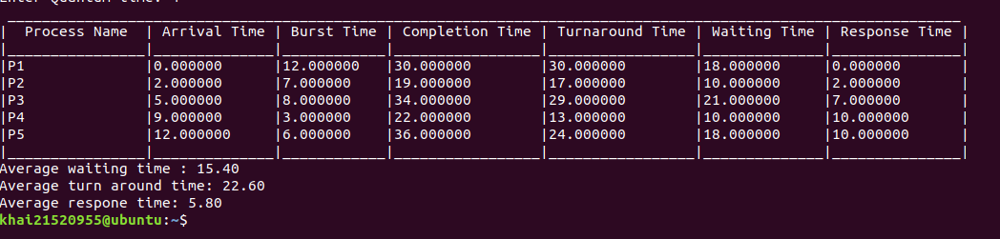 Enter Quantum time:
| Process Name | Arrival Time | Burst Time | Completion Time | Turnaround Time | Waiting Time | Response Time |
|P1 |0.000000 |12.000000 |30.000000 |30.000000 |18.000000 |0.000000 |
|P2 |2.000000 |7.000000 |19.000000 |17.000000 |10.000000 |2.000000 |
|P3 |5.000000 |8.000000 |34.000000 |29.000000 |21.000000 |7.000000 |
|P4 |9.000000 |3.000000 |22.000000 |13.000000 |10.000000 |10.000000 |
|P5 |12.000000 |6.000000 |36.000000 |24.000000 |18.000000 |10.000000 |
Average waiting time : 15.40
Average turn around time: 22.60
Average respone time: 5.80
khai21520955@ubuntu:~$